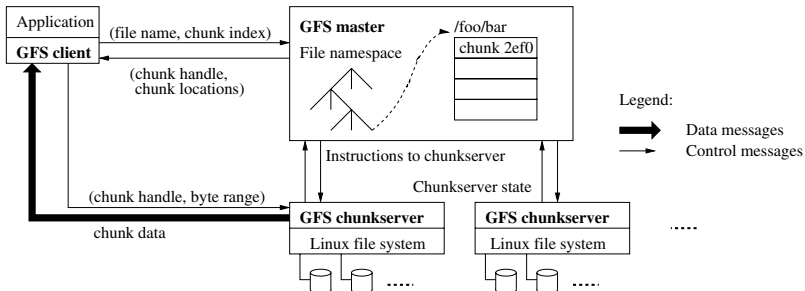 Application
GFS client
(file name, chunk index)
(chunk handle,
chunk locations)
GFS master
File namespace
/foo/bar
chunk 2ef0
Legend:
Data messages
Control messages
Instructions to chunkserver
Chunkserver state
(chunk handle, byte range)
chunk data
GFS chunkserver
Linux file system
GFS chunkserver
Linux file system